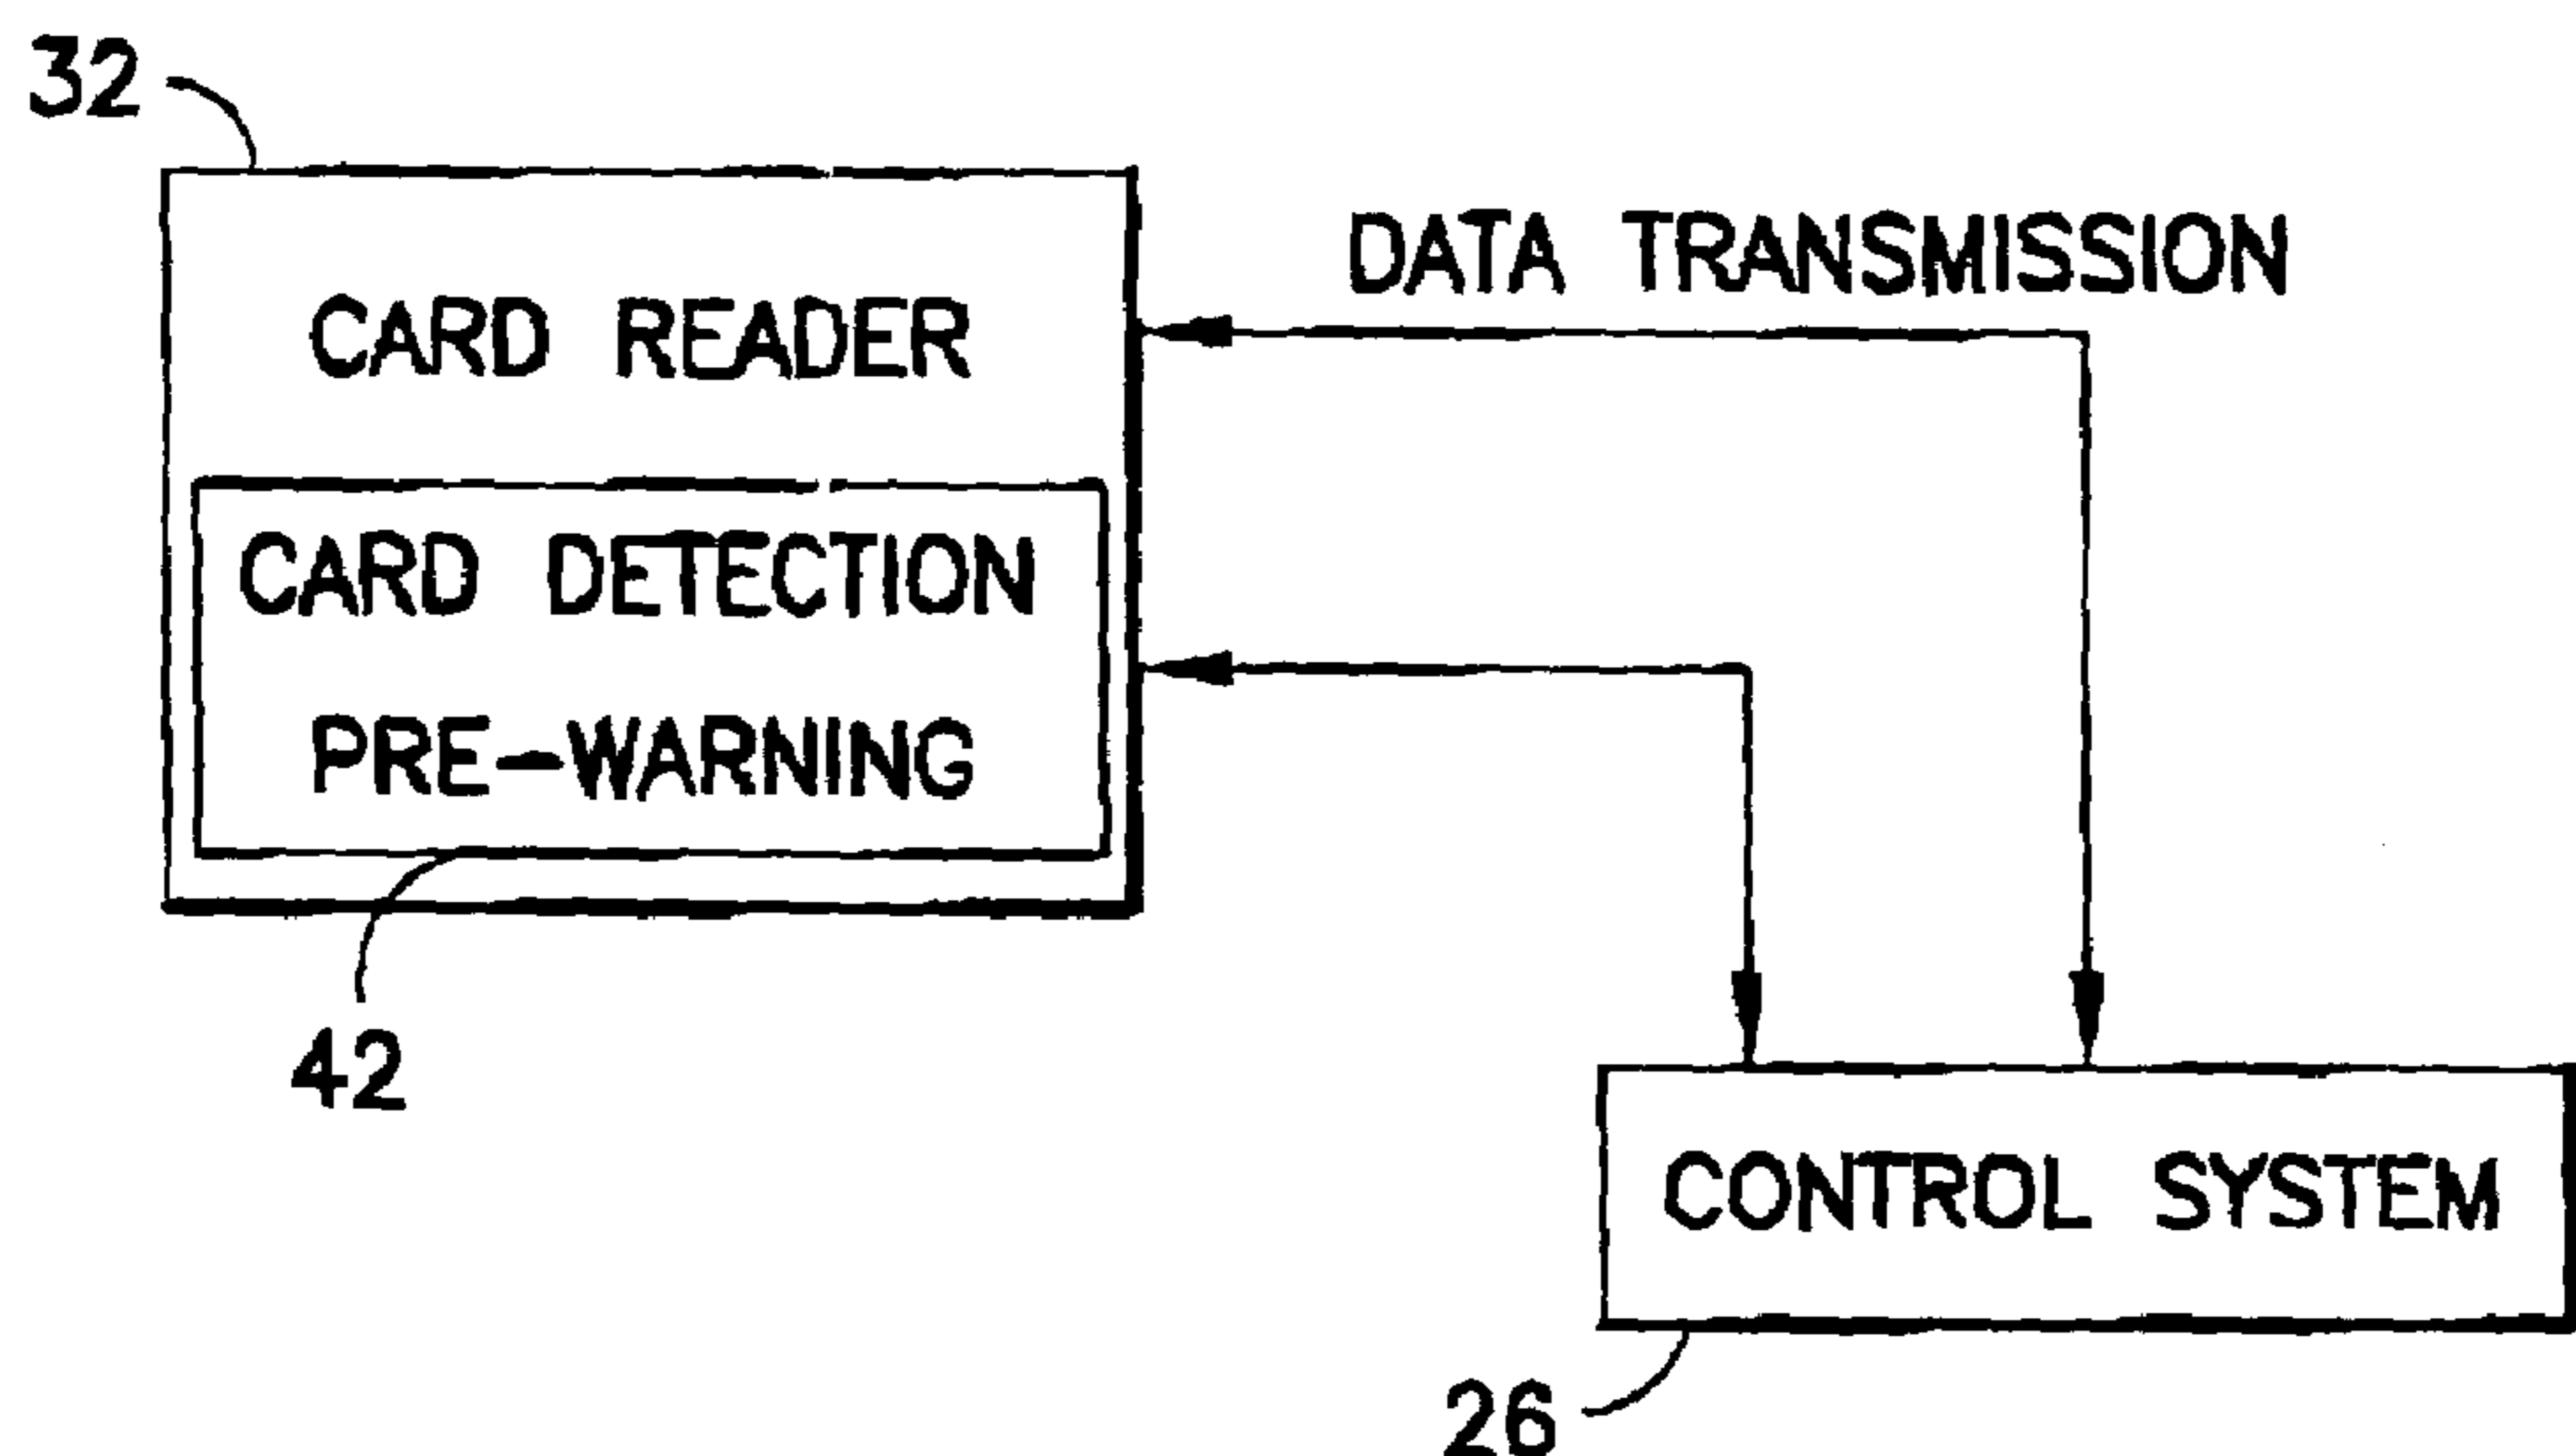 32
DATA TRANSMISSION
CARD READER
CARD DETECTION
PRE-WARNING
42
CONTROL SYSTEM
26